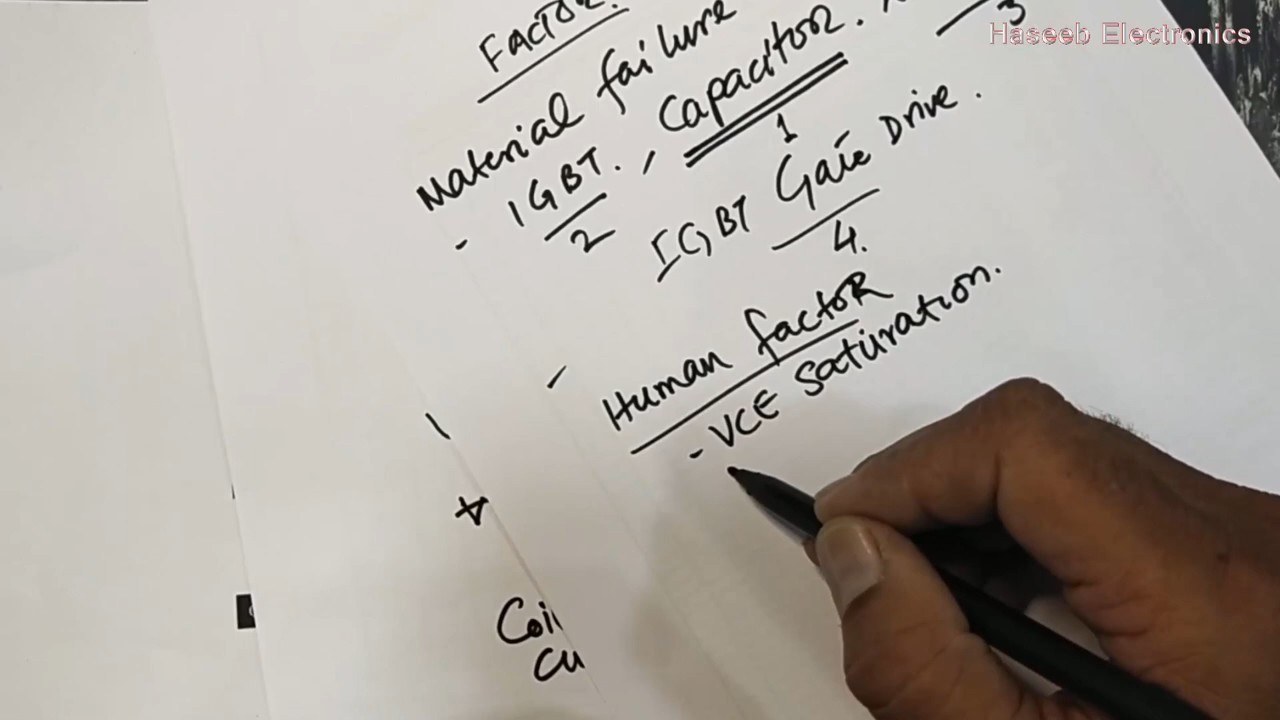 Haseeb Electronics
Factor.
3
Material failure
- IGBT. , Capacitor.
2
1
IGBT Gate Drive.
4.
Human factoR
- VCE Saturation.
Coi
Cu